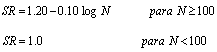 SR = 1.20 − 0.10 log N para N ≥ 100
SR = 1.0 para N < 100